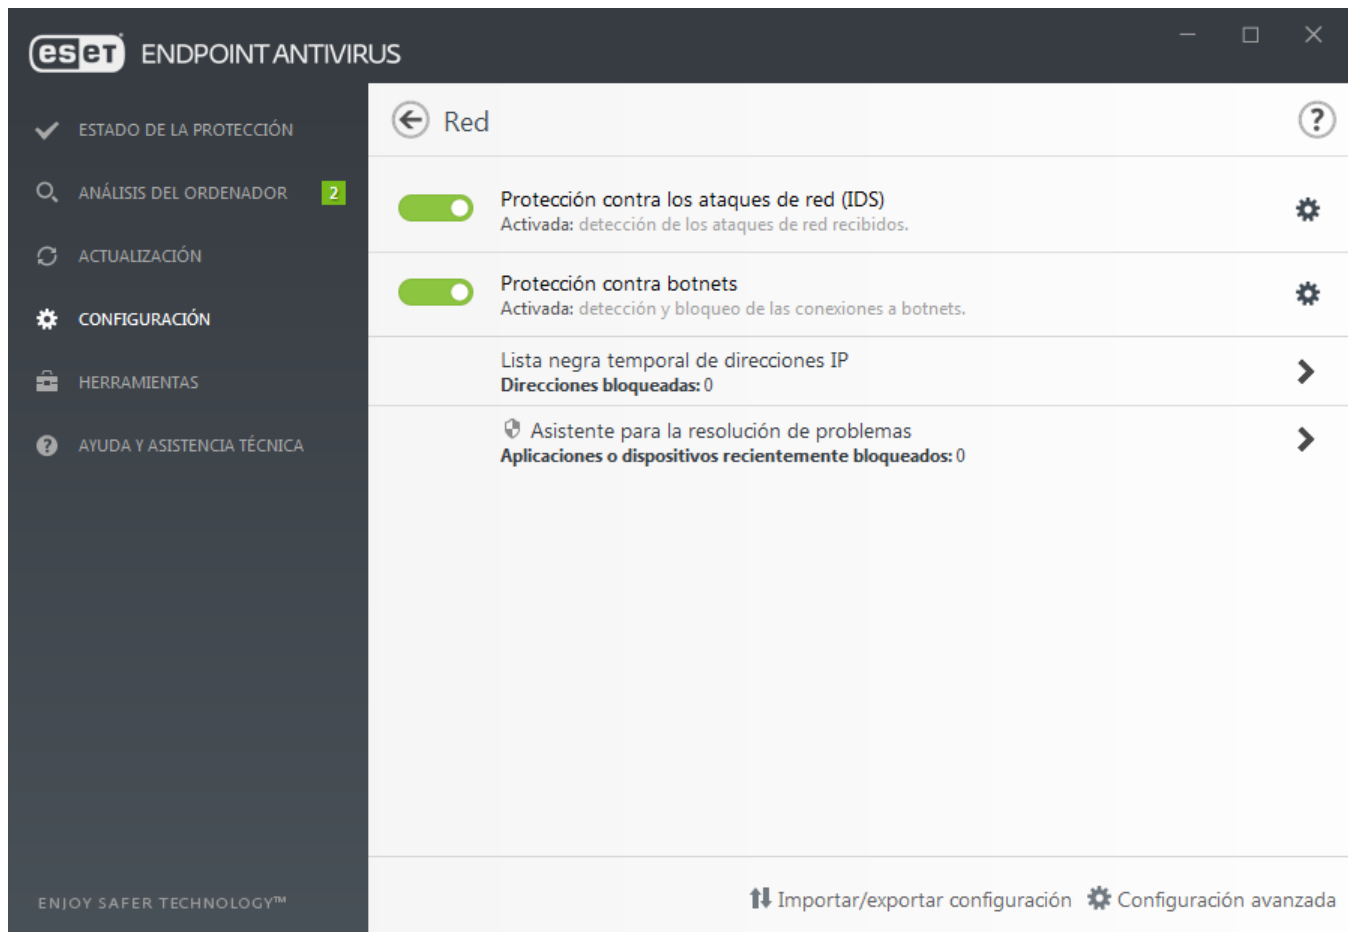 eset ENDPOINT ANTIVIRUS
ESTADO DE LA PROTECCIÓN
ANÁLISIS DEL ORDENADOR 2
ACTUALIZACIÓN
CONFIGURACIÓN
HERRAMIENTAS
AYUDA Y ASISTENCIA TÉCNICA
ENJOY SAFER TECHNOLOGY™
Red ?
Protección contra los ataques de red (IDS)
Activada: detección de los ataques de red recibidos.
Protección contra botnets
Activada: detección y bloqueo de las conexiones a botnets.
Lista negra temporal de direcciones IP
Direcciones bloqueadas: 0
Asistente para la resolución de problemas
Aplicaciones o dispositivos recientemente bloqueados: 0
Importar/exportar configuración Configuración avanzada